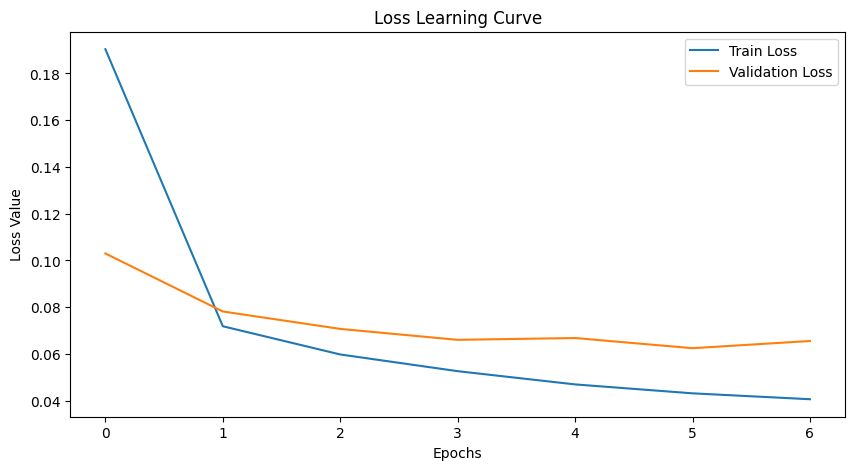 Loss Learning Curve
Train Loss
Validation Loss
Loss Value
0.18
0.16
0.14
0.12
0.10
0.08
0.06
0.04
0 1 2 3 4 5 6
Epochs